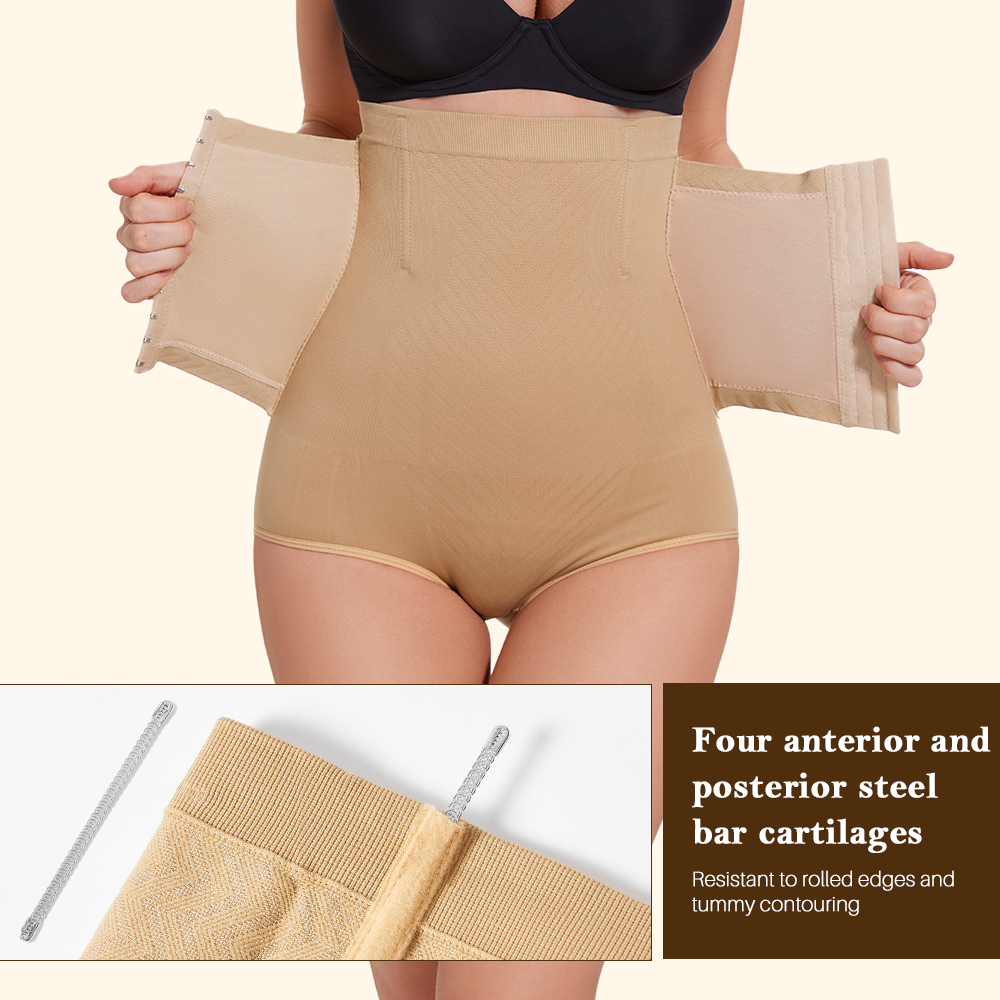 Four anterior and
posterior steel
bar cartilages
Resistant to rolled edges and
tummy contouring